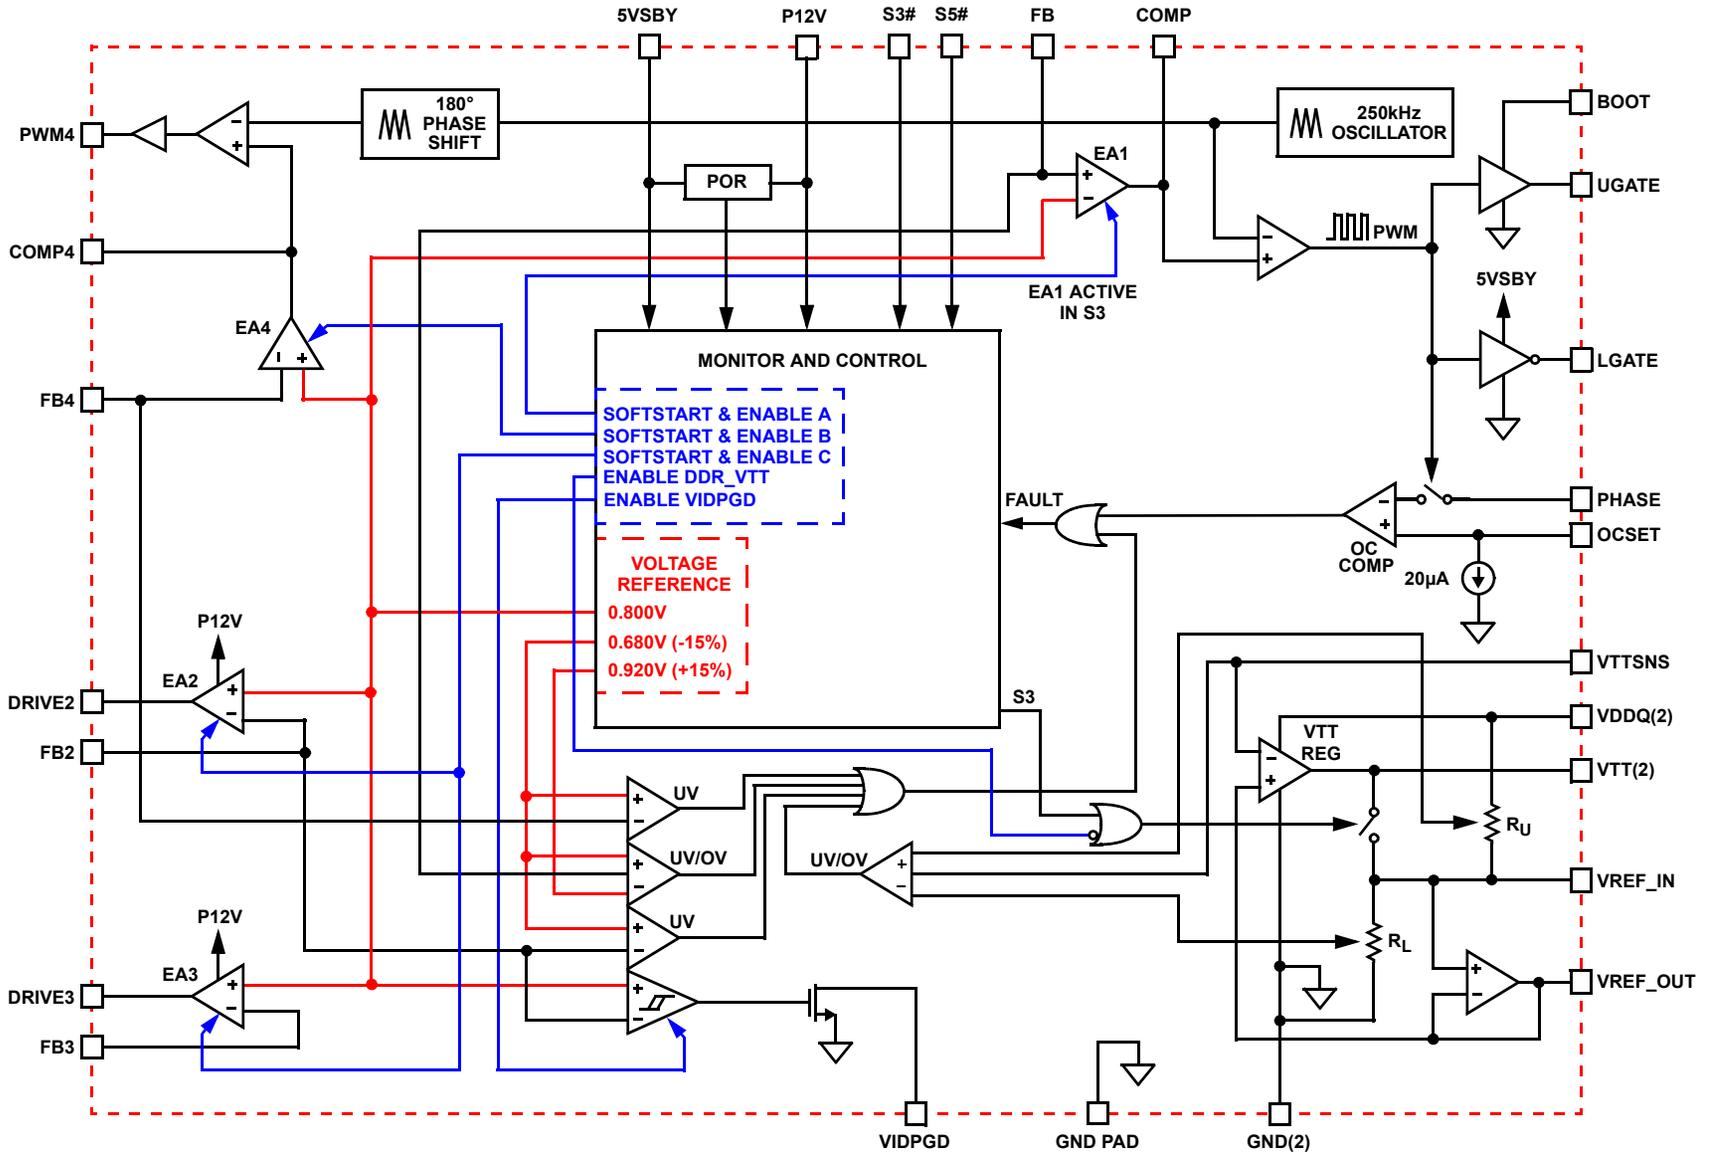 5VSBY P12V S3# S5# FB COMP
BOOT
180°
PHASE
SHIFT
250kHz
OSCILLATOR
PWM4
EA1
POR
UGATE
PWM
COMP4
5VSBY
EA1 ACTIVE
IN S3
EA4
MONITOR AND CONTROL
LGATE
FB4
SOFTSTART & ENABLE A
SOFTSTART & ENABLE B
SOFTSTART & ENABLE C
ENABLE DDR_VTT
ENABLE VIDPGD
FAULT
PHASE
OCSET
OC
COMP
20µA
VOLTAGE
REFERENCE
0.800V
0.680V (-15%)
0.920V (+15%)
P12V
EA2
DRIVE2
FB2
S3
VTTSNS
VDDQ(2)
VTT
REG
VTT(2)
UV
UV/OV
UV
UV/OV
RU
VREF_IN
RL
P12V
EA3
DRIVE3
FB3
VREF_OUT
VIDPGD
GND PAD
GND(2)